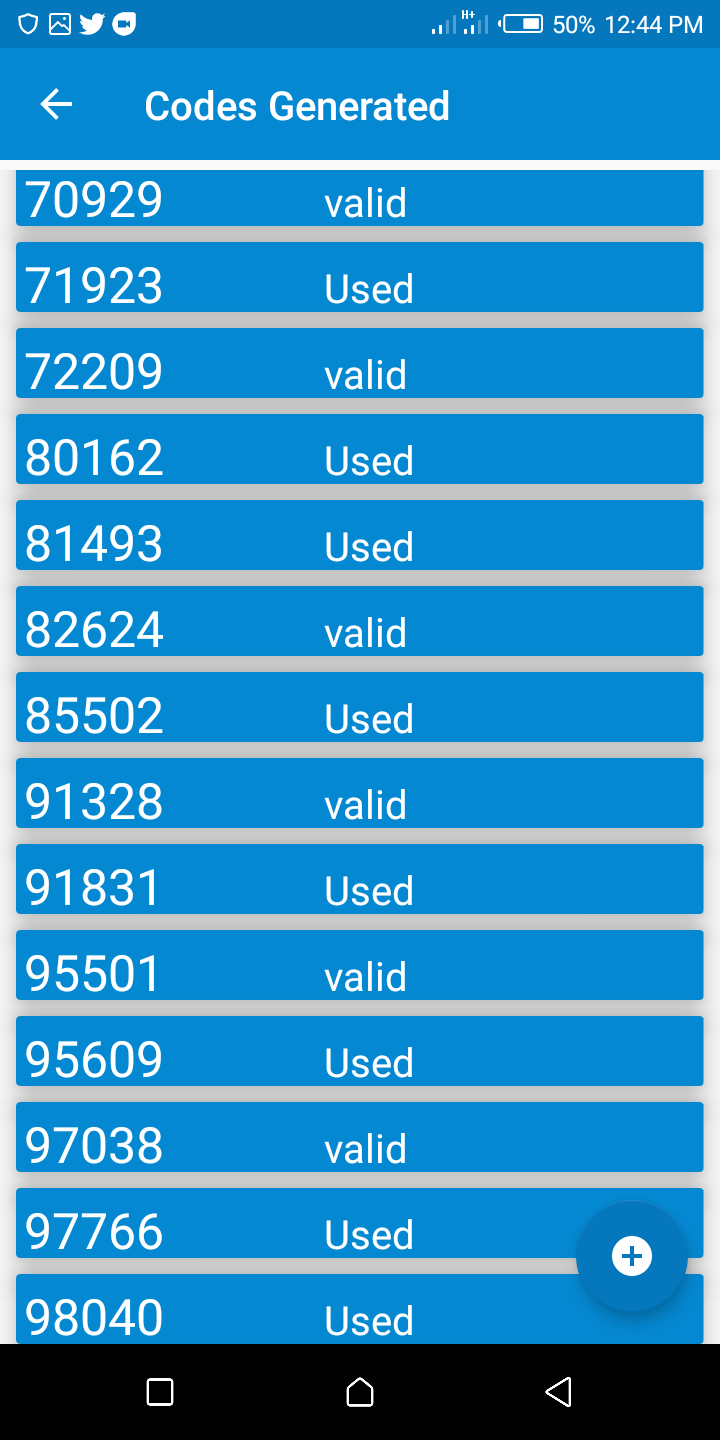 H+ 50% 12:44 PM
Codes Generated
70929 valid
71923 Used
72209 valid
80162 Used
81493 Used
82624 valid
85502 Used
91328 valid
91831 Used
95501 valid
95609 Used
97038 valid
97766 Used
98040 Used